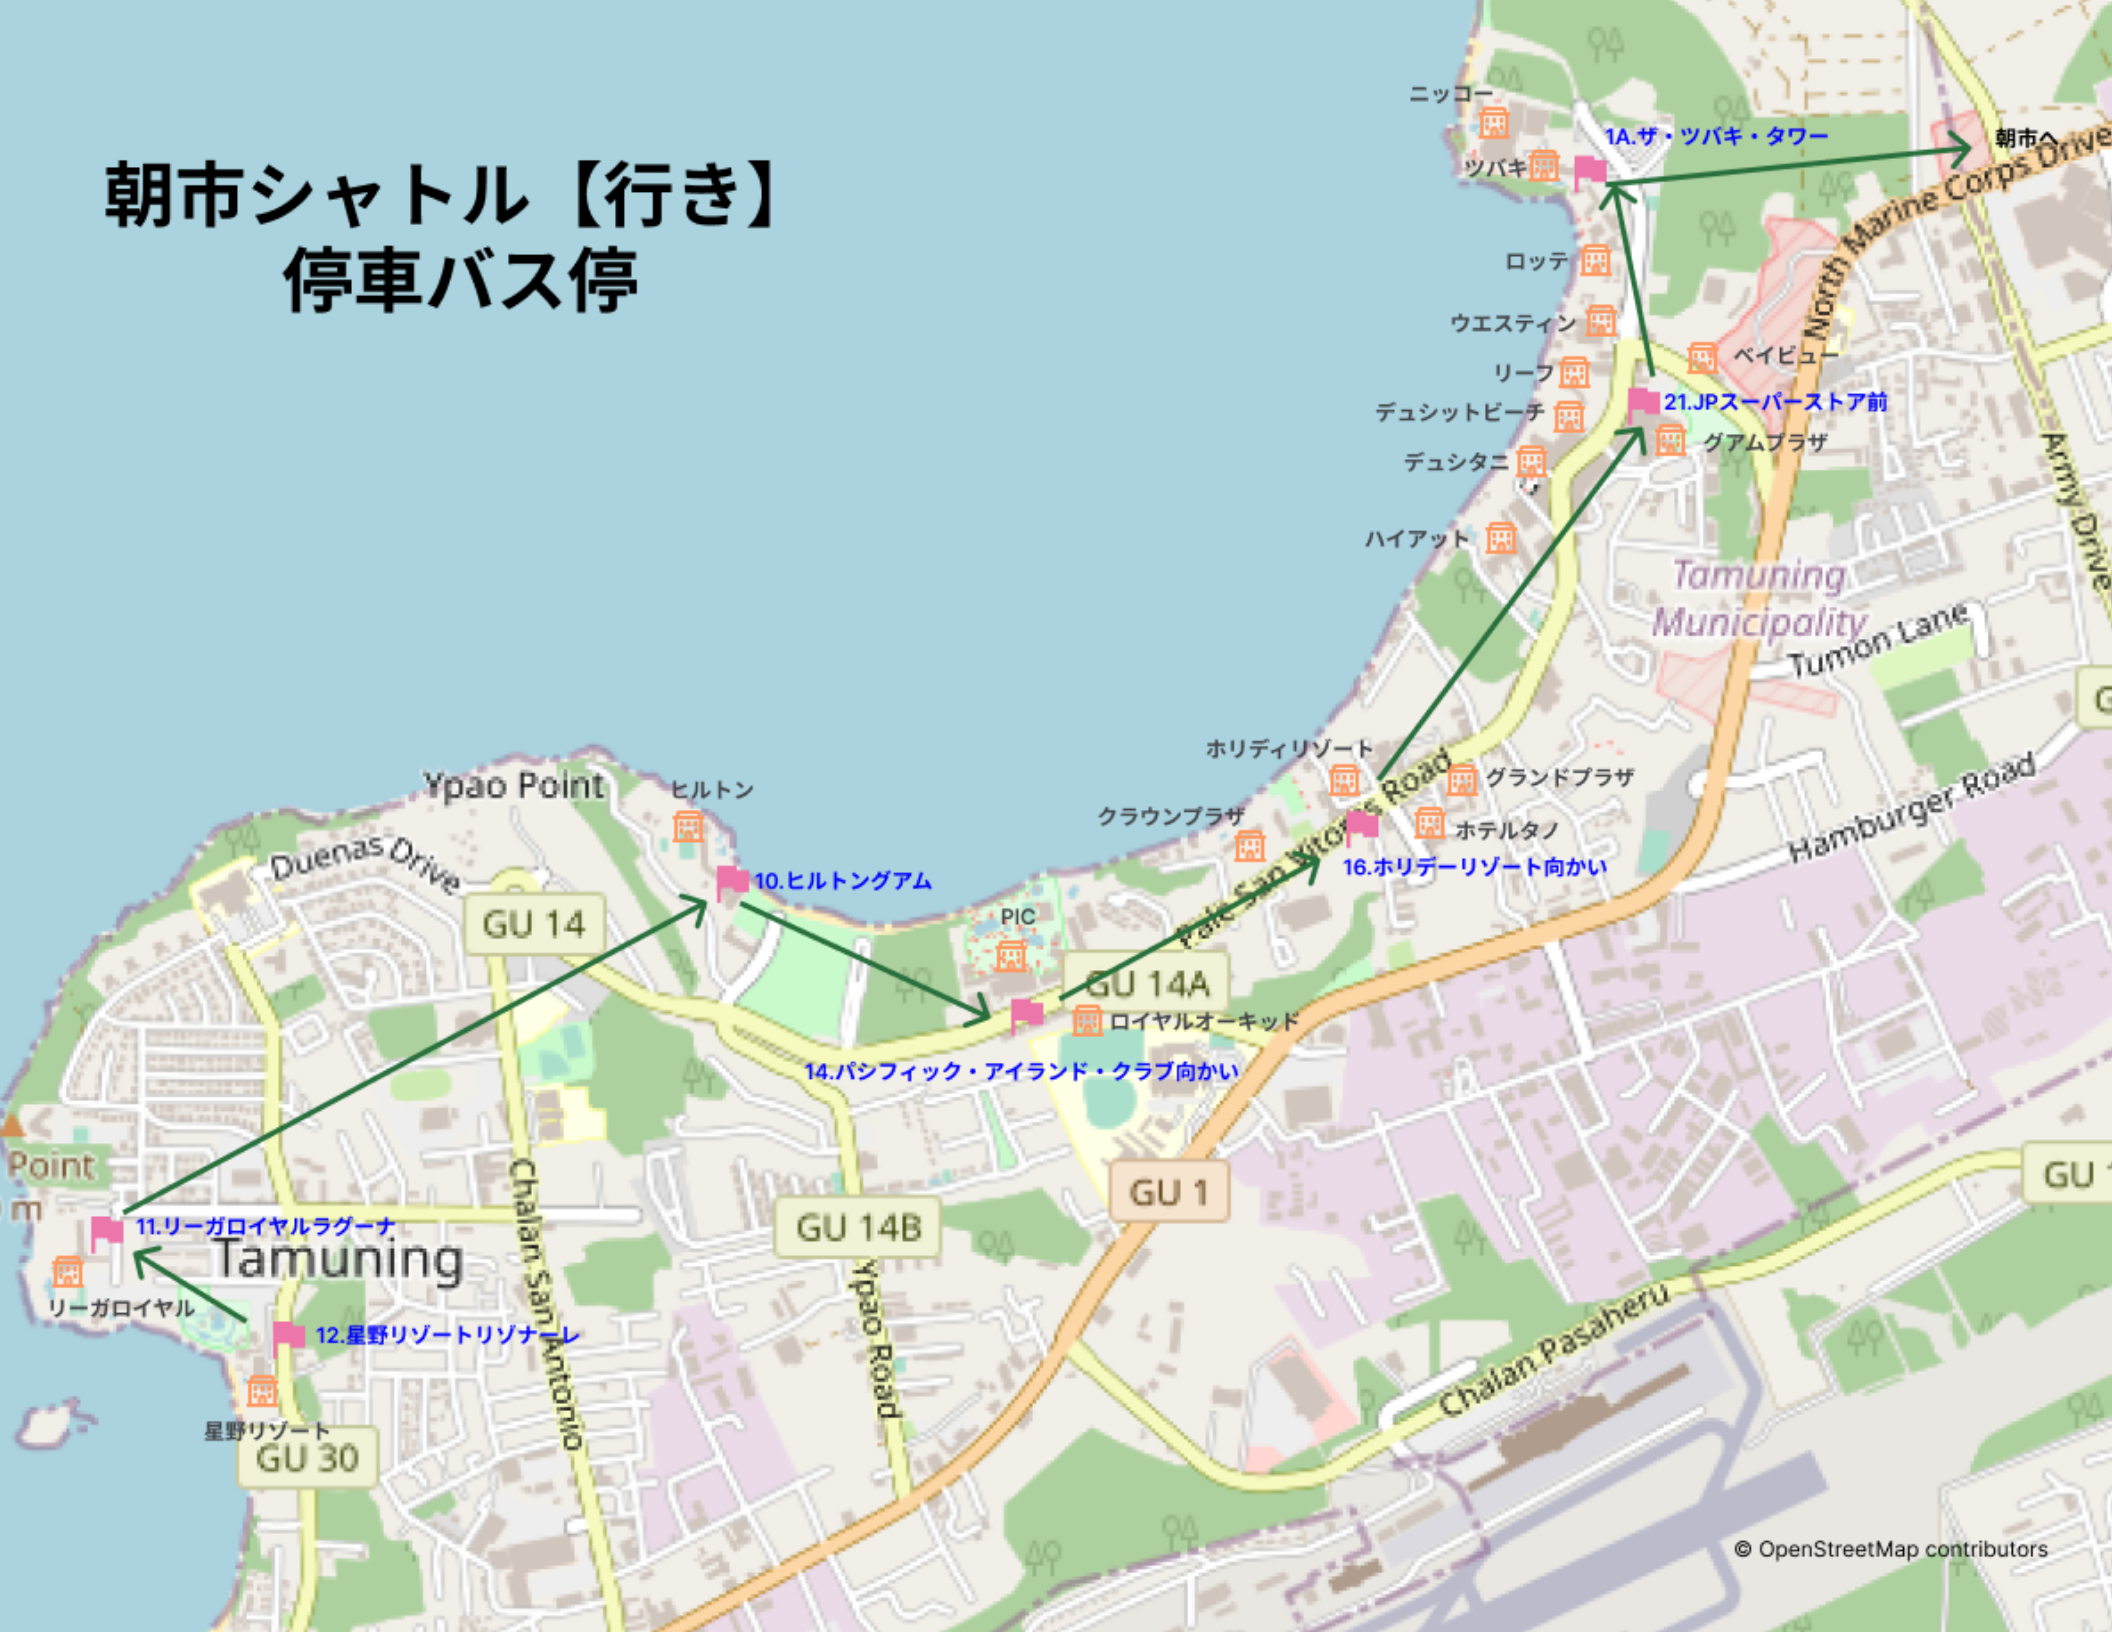 朝市シャトル【行き】
停車バス停
ニッコー
1A.ザ・ツバキ・タワー
朝市へ
ツバキ
North Marine Corps Drive
ロッテ
ウエスティン
ベイビュー
リーフ
21.JPスーパーストア前
デュシットビーチ
グアムプラザ
デュシタニ
Army Drive
ハイアット
Tamuning
Municipality
Tumon Lane
G
ホリディリゾート
グランドプラザ
Hamburger Road
Ypao Point
ヒルトン
クラウンプラザ
ホテルタノ
Pale San Vitores Road
16.ホリデーリゾート向かい
Duenas Drive
10.ヒルトングアム
GU 14
PIC
GU 14A
ロイヤルオーキッド
14.パシフィック・アイランド・クラブ向かい
Point
m
GU 1
GU 1
11.リーガロイヤルラグーナ
GU 14B
Tamuning
Chalan San Antonio
リーガロイヤル
12.星野リゾートリゾナーレ
Ypao Road
Chalan Pasaheru
星野リゾート
GU 30
© OpenStreetMap contributors